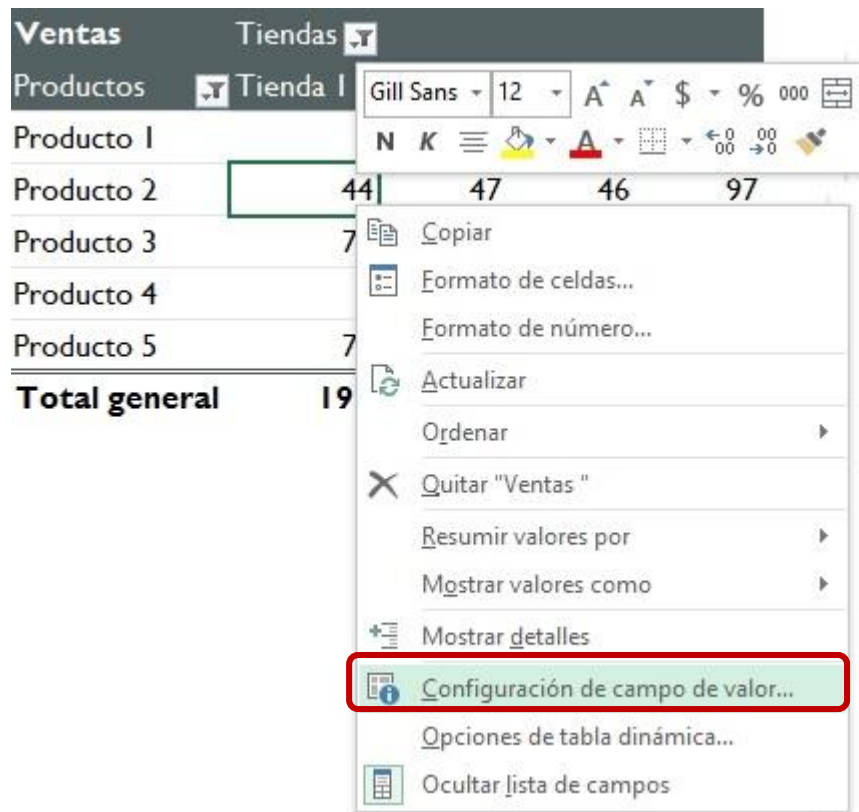 Ventas Tiendas
Productos Tienda 1
Gill Sans 12 A A $ % 000
N K A
Producto 1
Producto 2 44 47 46 97
Producto 3 7
Producto 4
Producto 5 7
Total general 19
Copiar
Formato de celdas...
Formato de número...
Actualizar
Ordenar
Quitar "Ventas "
Resumir valores por
Mostrar valores como
Mostrar detalles
Configuración de campo de valor...
Opciones de tabla dinámica...
Ocultar lista de campos